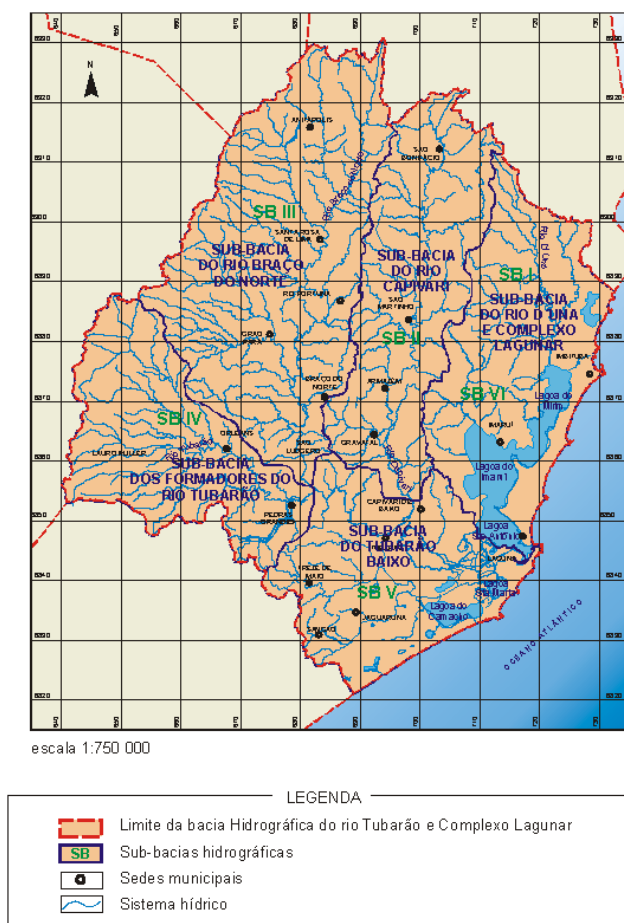 N
ANITÁPOLIS
SÃO
BONIFÁCIO
SB III
SANTA ROSA
DE LIMA
SUB-BACIA
DO RIO BRAÇO
DO NORTE
SUB-BACIA
DO RIO
CAPIVARI
SB I
SUB-BACIA
DO RIO D´UNA
E COMPLEXO
LAGUNAR
RIO FORTUNA
SÃO
MARTINHO
SB II
GRÃO
PARÁ
IMBITUBA
BRAÇO DO
NORTE
ARMAZÉM
SB VI
Lagoa do
Mirim
IMARUÍ
SB IV
ORLEANS
LAURO MULLER
SÃO
LUDGERO
GRAVATAL
Lagoa do
Imaruí
SUB-BACIA
DOS FORMADORES DO
RIO TUBARÃO
PEDRAS
GRANDES
CAPIVARI DE
BAIXO
SUB-BACIA
DO TUBARÃO
BAIXO
Lagoa
Sto Antônio
LAGUNA
TREZE DE
MAIO
SB V
Lagoa
Sta Marta
Lagoa do
Camacho
JAGUARUNA
SANGÃO
OCEANO ATLÂNTICO
escala 1:750 000
LEGENDA
Limite da bacia Hidrográfica do rio Tubarão e Complexo Lagunar
SB Sub-bacias hidrográficas
Sedes municipais
Sistema hídrico